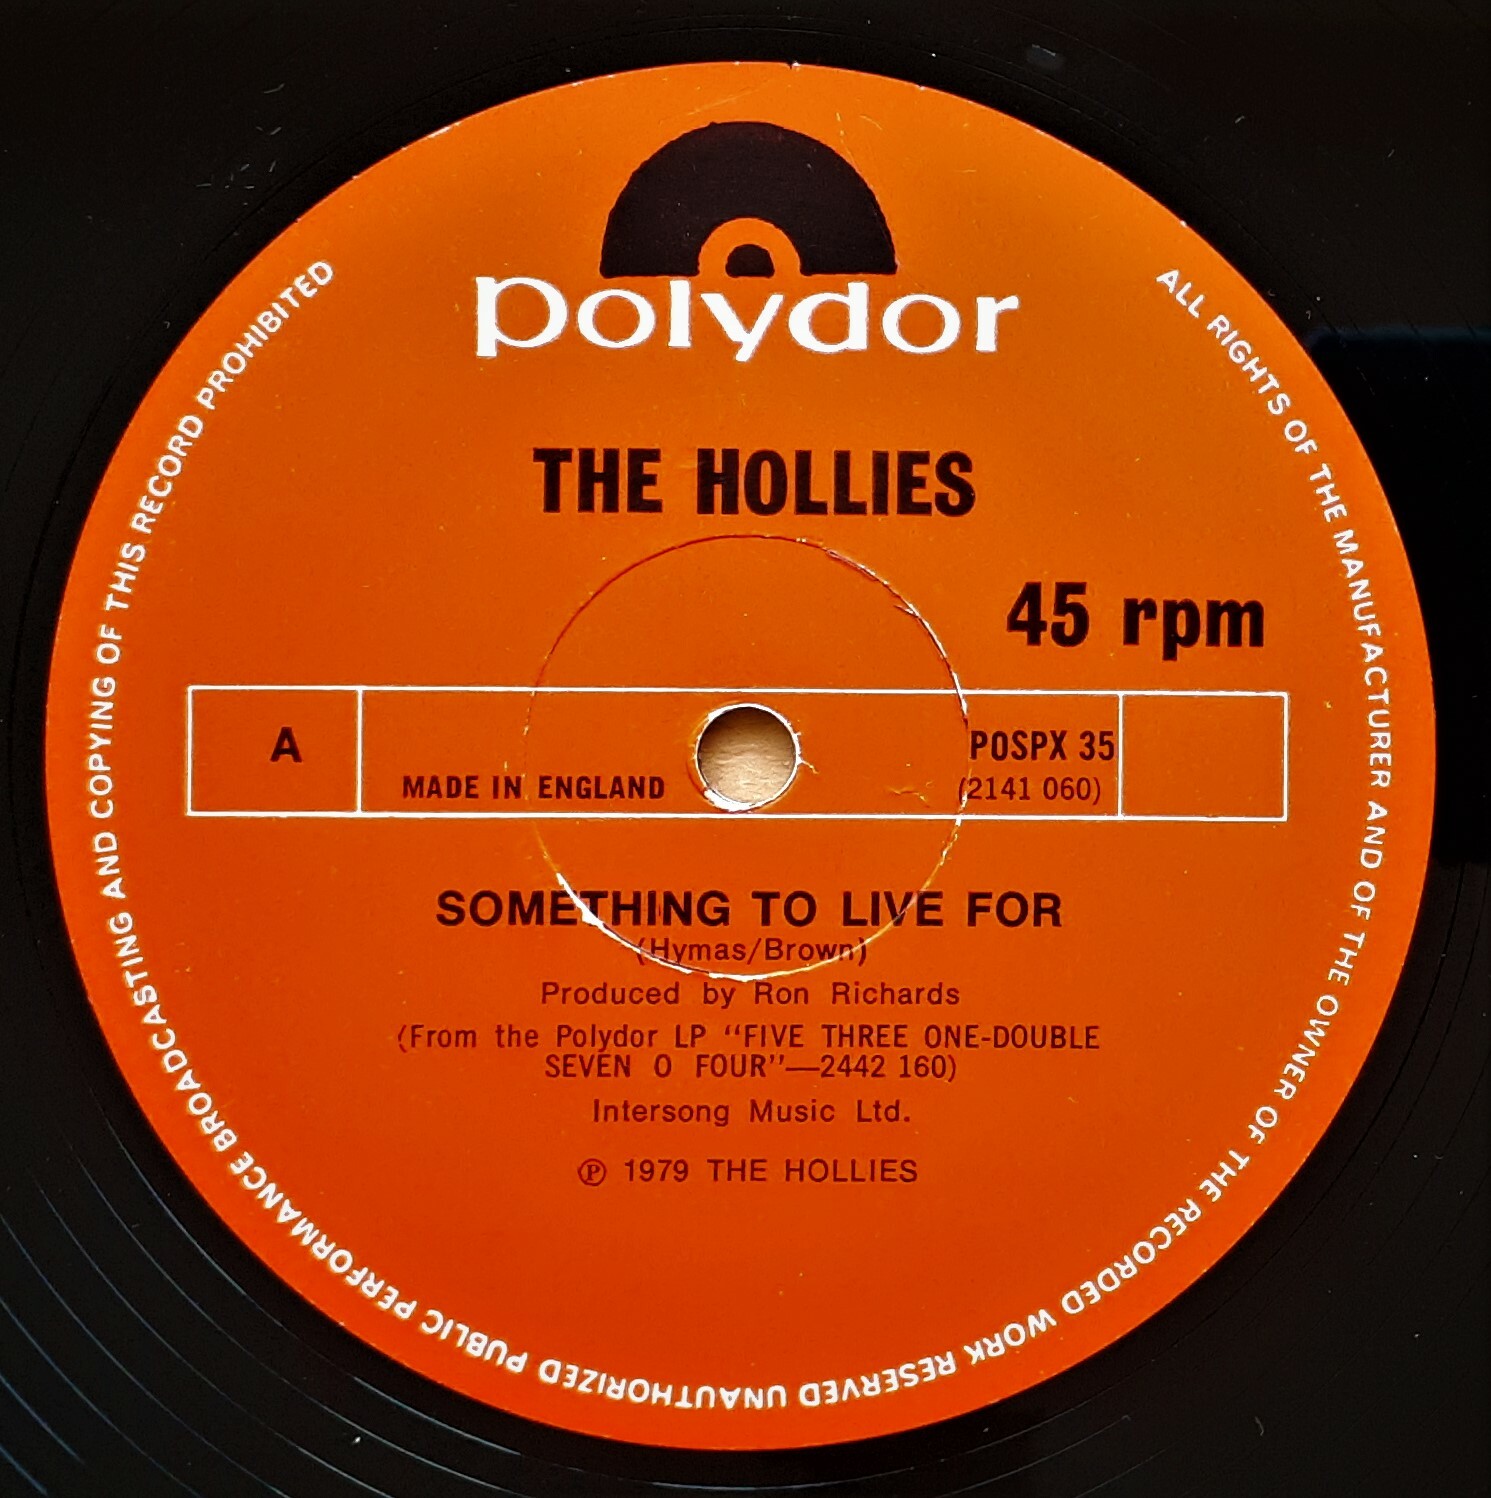 polydor
THE HOLLIES
45 rpm
A
MADE IN ENGLAND
POSPX 35
(2141 060)
SOMETHING TO LIVE FOR
(Hymas/Brown)
Produced by Ron Richards
(From the Polydor LP “FIVE THREE ONE-DOUBLE
SEVEN O FOUR”—2442 160)
Intersong Music Ltd.
℗ 1979 THE HOLLIES
ALL RIGHTS OF THE MANUFACTURER AND OF THE OWNER OF THE RECORDED WORK RESERVED UNAUTHORIZED PUBLIC PERFORMANCE BROADCASTING AND COPYING OF THIS RECORD PROHIBITED